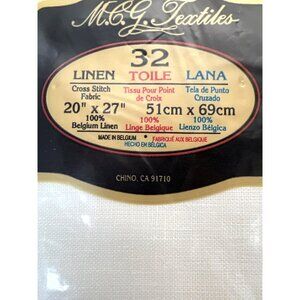 M.C.G. Textiles
32
LINEN TOILE LANA
Cross Stitch Tissu Pour Point Tela de Punto
Fabric de Croix Cruzado
20" x 27" 51cm x 69cm
100% 100% 100%
Belgium Linen Linge Belgique Lienzo Bélgica
MADE IN BELGIUM * FABRIQUÉ AUX BELGIQUE
HECHO EN BÉLGICA
CHINO, CA 91710